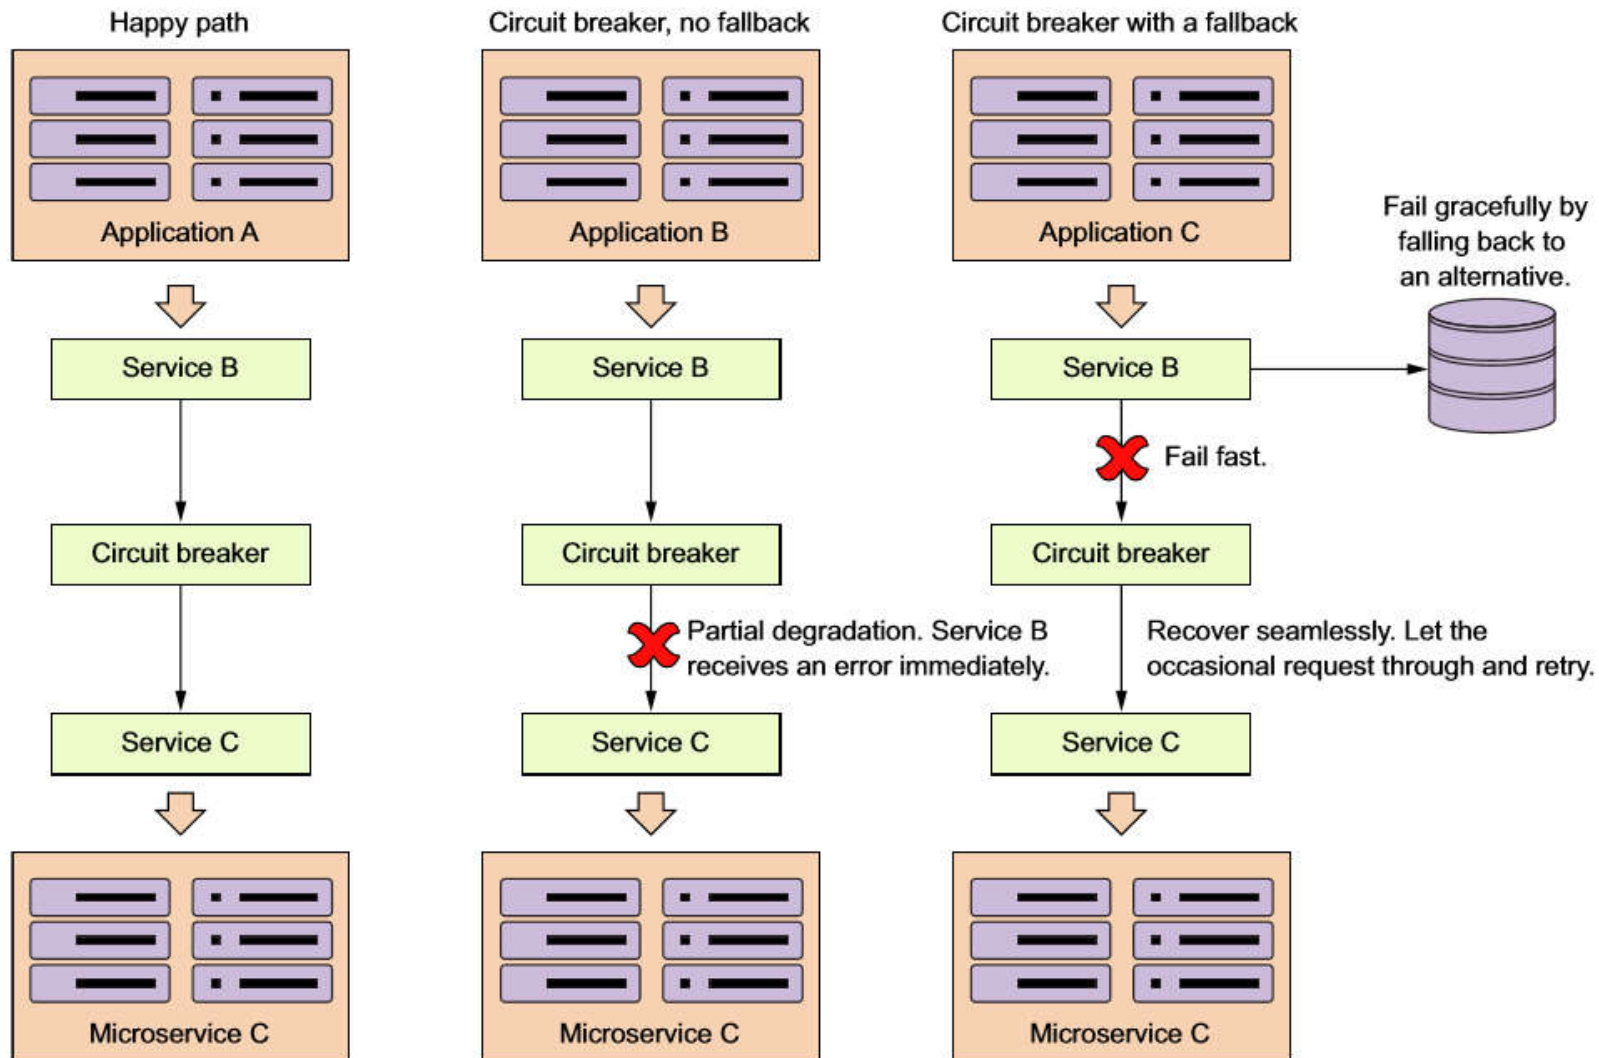 Happy path
Circuit breaker, no fallback
Circuit breaker with a fallback
Application A
Application B
Application C
Fail gracefully by
falling back to
an alternative.
Service B
Service B
Service B
Fail fast.
Circuit breaker
Circuit breaker
Circuit breaker
Partial degradation. Service B
receives an error immediately.
Recover seamlessly. Let the
occasional request through and retry.
Service C
Service C
Service C
Microservice C
Microservice C
Microservice C